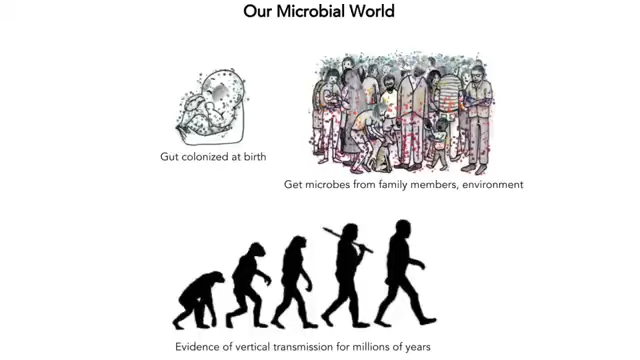 Our Microbial World
Gut colonized at birth
Get microbes from family members, environment
Evidence of vertical transmission for millions of years